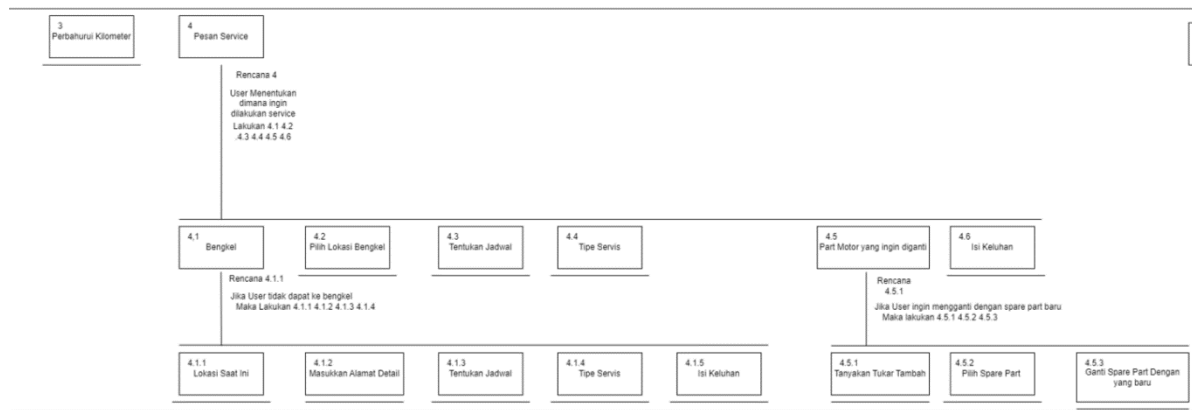 3
Perbahurui Kilometer
4
Pesan Service
Rencana 4
User Menentukan
dimana ingin
dilakukan service
Lakukan 4.1 4.2
.4.3 4.4 4.5 4.6
4,1
Bengkel
4.2
Pilih Lokasi Bengkel
4.3
Tentukan Jadwal
4.4
Tipe Servis
4.5
Part Motor yang ingin diganti
4.6
Isi Keluhan
Rencana 4.1.1
Jika User tidak dapat ke bengkel
Maka Lakukan 4.1.1 4.1.2 4.1.3 4.1.4
Rencana
4.5.1
Jika User ingin mengganti dengan spare part baru
Maka lakukan 4.5.1 4.5.2 4.5.3
4.1.1
Lokasi Saat Ini
4.1.2
Masukkan Alamat Detail
4.1.3
Tentukan Jadwal
4.1.4
Tipe Servis
4.1.5
Isi Keluhan
4.5.1
Tanyakan Tukar Tambah
4.5.2
Pilih Spare Part
4.5.3
Ganti Spare Part Dengan
yang baru